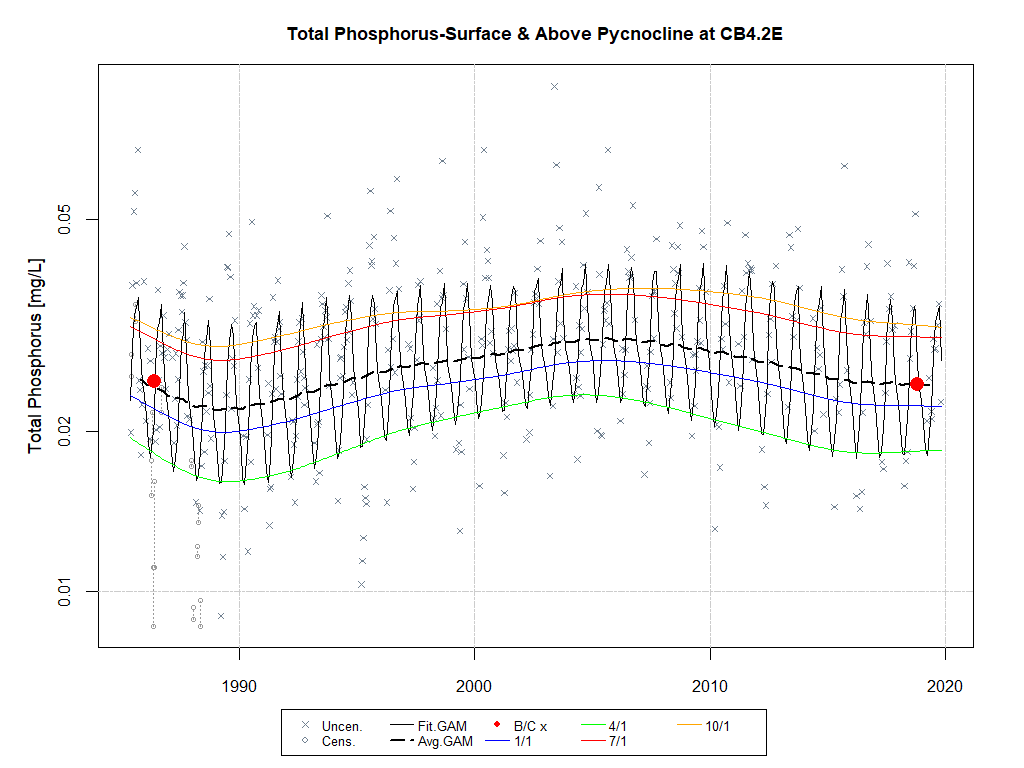 Total Phosphorus-Surface & Above Pycnocline at CB4.2E
Total Phosphorus [mg/L]
0.05
0.02
0.01
1990 2000 2010 2020
Uncen. Fit.GAM B/C x 4/1 10/1
Cens. Avg.GAM 1/1 7/1